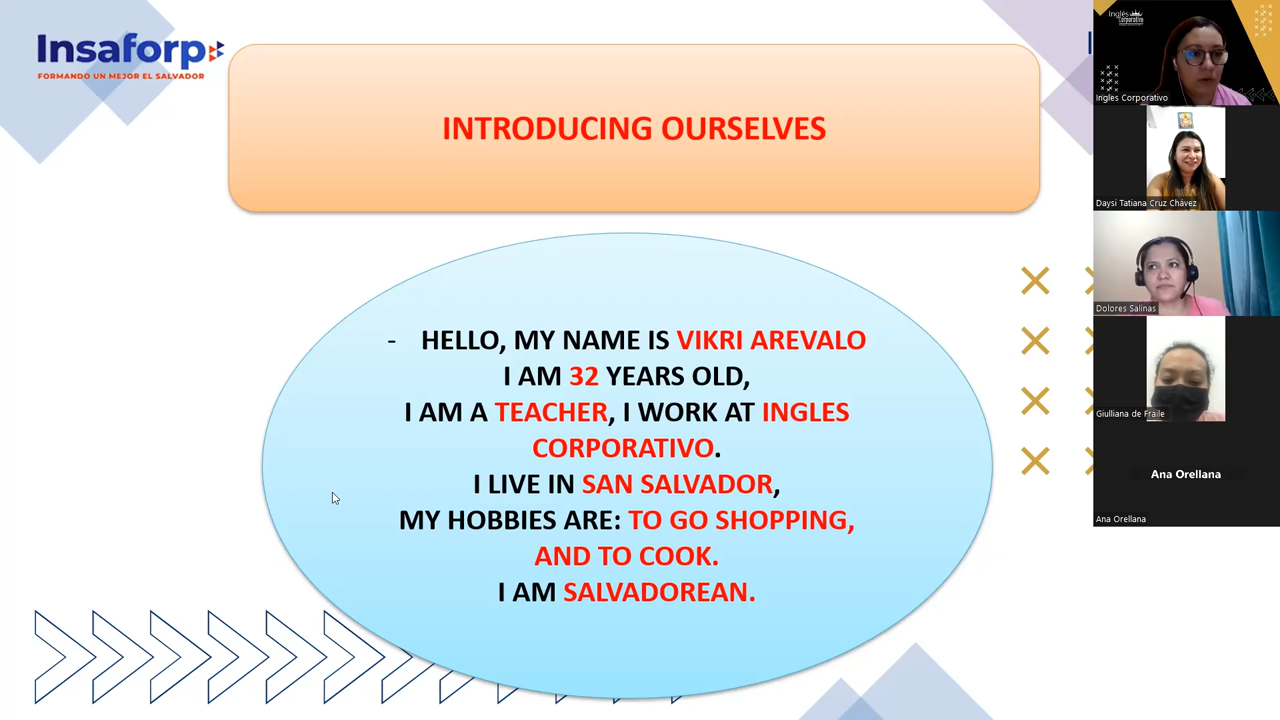 Insaforp
FORMANDO UN MEJOR EL SALVADOR
INTRODUCING OURSELVES
- HELLO, MY NAME IS VIKRI AREVALO
I AM 32 YEARS OLD,
I AM A TEACHER, I WORK AT INGLES
CORPORATIVO.
I LIVE IN SAN SALVADOR,
MY HOBBIES ARE: TO GO SHOPPING,
AND TO COOK.
I AM SALVADOREAN.
Inglés
Corporativo
Ingles Corporativo
Daysi Tatiana Cruz Chávez
Dolores Salinas
Giulliana de Fraile
Ana Orellana
Ana Orellana